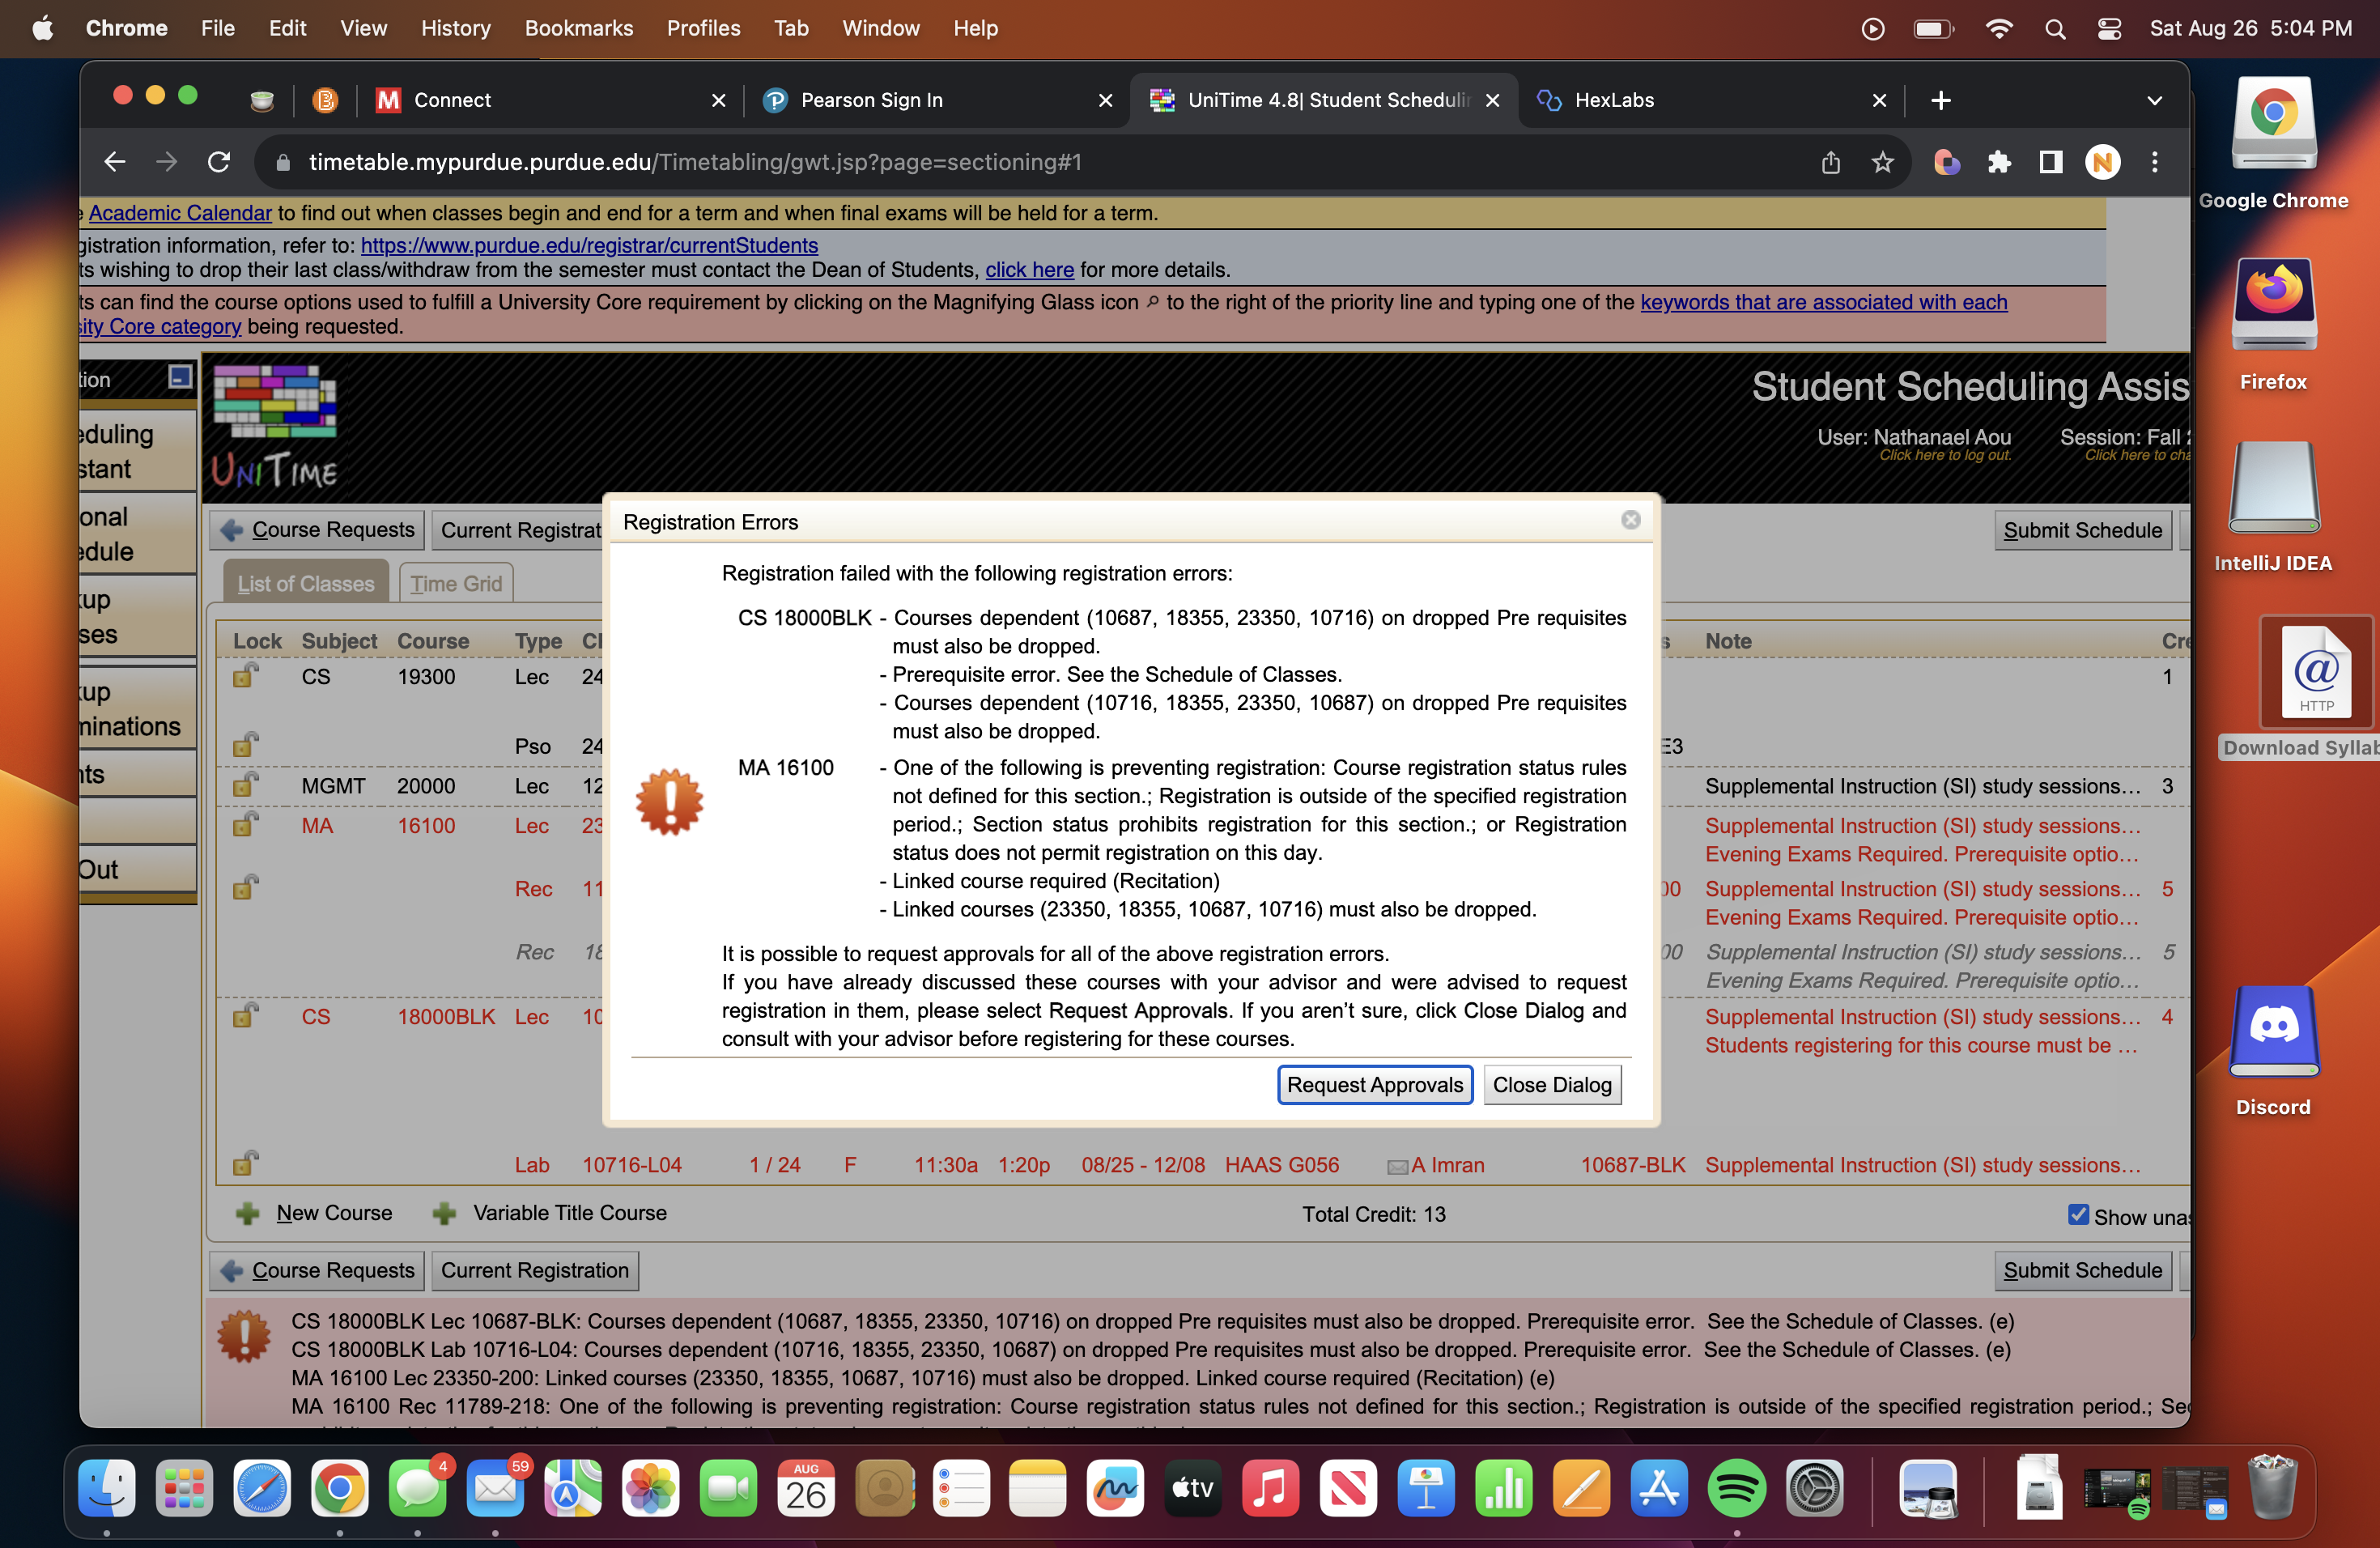 Chrome File Edit View History Bookmarks Profiles Tab Window Help Sat Aug 26 5:04 PM
Connect Pearson Sign In UniTime 4.8| Student Schedulin HexLabs
timetable.mypurdue.purdue.edu/Timetabling/gwt.jsp?page=sectioning#1
N
Academic Calendar to find out when classes begin and end for a term and when final exams will be held for a term.
gistration information, refer to: https://www.purdue.edu/registrar/currentStudents
ts wishing to drop their last class/withdraw from the semester must contact the Dean of Students, click here for more details.
ts can find the course options used to fulfill a University Core requirement by clicking on the Magnifying Glass icon to the right of the priority line and typing one of the keywords that are associated with each
sity Core category being requested.
tion
eduling
stant
onal
edule
kup
ses
kup
minations
nts
Out
UNITIME
Student Scheduling Assis
User: Nathanael Aou Session: Fall 2
Click here to log out. Click here to cha
Course Requests Current Registrat Submit Schedule
List of Classes Time Grid
Lock Subject Course Type Cl s Note Cre
CS 19300 Lec 24 1
Pso 24 E3
MGMT 20000 Lec 12 Supplemental Instruction (SI) study sessions… 3
MA 16100 Lec 23 Supplemental Instruction (SI) study sessions…
Evening Exams Required. Prerequisite optio…
Rec 11 00 Supplemental Instruction (SI) study sessions… 5
Evening Exams Required. Prerequisite optio…
Rec 18 00 Supplemental Instruction (SI) study sessions… 5
Evening Exams Required. Prerequisite optio…
CS 18000BLK Lec 10 Supplemental Instruction (SI) study sessions… 4
Students registering for this course must be …
Lab 10716-L04 1 / 24 F 11:30a 1:20p 08/25 - 12/08 HAAS G056 A Imran 10687-BLK Supplemental Instruction (SI) study sessions…
New Course Variable Title Course Total Credit: 13 Show unas
Course Requests Current Registration Submit Schedule
Registration Errors
Registration failed with the following registration errors:
CS 18000BLK - Courses dependent (10687, 18355, 23350, 10716) on dropped Pre requisites
must also be dropped.
- Prerequisite error. See the Schedule of Classes.
- Courses dependent (10716, 18355, 23350, 10687) on dropped Pre requisites
must also be dropped.
MA 16100 - One of the following is preventing registration: Course registration status rules
not defined for this section.; Registration is outside of the specified registration
period.; Section status prohibits registration for this section.; or Registration
status does not permit registration on this day.
- Linked course required (Recitation)
- Linked courses (23350, 18355, 10687, 10716) must also be dropped.
It is possible to request approvals for all of the above registration errors.
If you have already discussed these courses with your advisor and were advised to request
registration in them, please select Request Approvals. If you aren't sure, click Close Dialog and
consult with your advisor before registering for these courses.
Request Approvals Close Dialog
CS 18000BLK Lec 10687-BLK: Courses dependent (10687, 18355, 23350, 10716) on dropped Pre requisites must also be dropped. Prerequisite error. See the Schedule of Classes. (e)
CS 18000BLK Lab 10716-L04: Courses dependent (10716, 18355, 23350, 10687) on dropped Pre requisites must also be dropped. Prerequisite error. See the Schedule of Classes. (e)
MA 16100 Lec 23350-200: Linked courses (23350, 18355, 10687, 10716) must also be dropped. Linked course required (Recitation) (e)
MA 16100 Rec 11789-218: One of the following is preventing registration: Course registration status rules not defined for this section.; Registration is outside of the specified registration period.; Sec
Google Chrome
Firefox
IntelliJ IDEA
HTTP
Download Syllab
Discord
4
59
AUG
26
tv